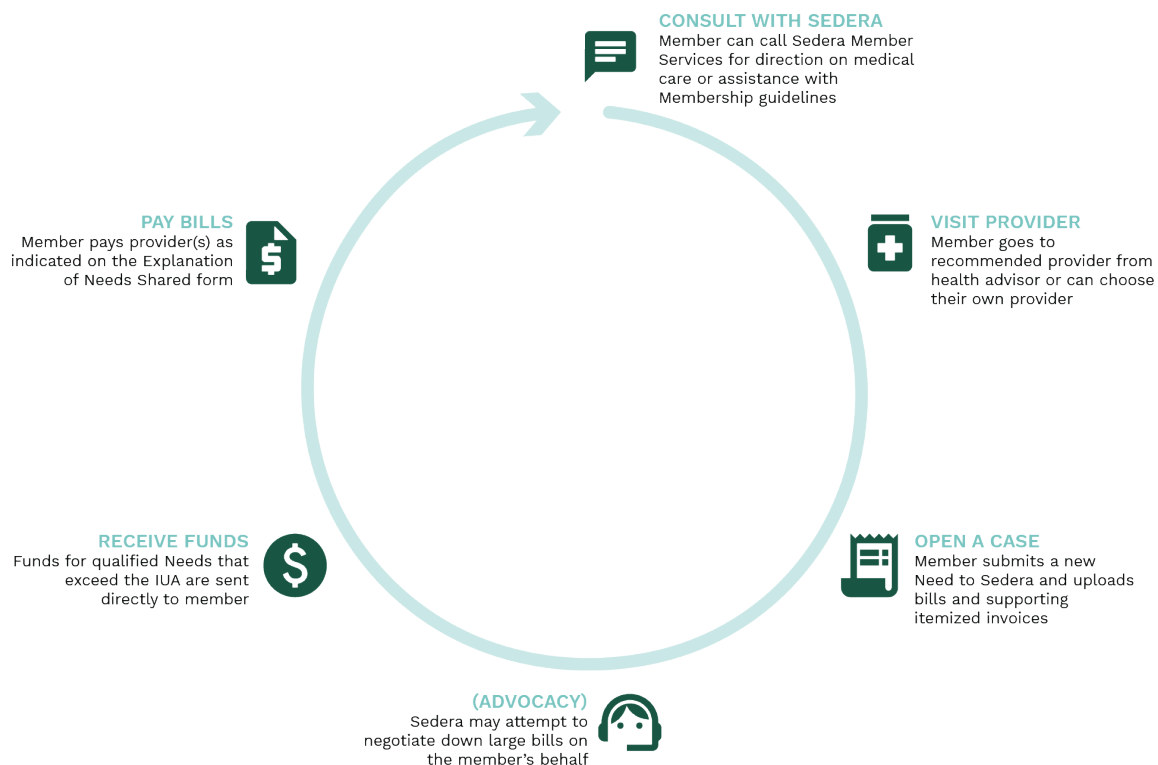 CONSULT WITH SEDERA
Member can call Sedera Member
Services for direction on medical
care or assistance with
Membership guidelines
VISIT PROVIDER
Member goes to
recommended provider from
health advisor or can choose
their own provider
OPEN A CASE
Member submits a new
Need to Sedera and uploads
bills and supporting
itemized invoices
(ADVOCACY)
Sedera may attempt to
negotiate down large bills on
the member's behalf
RECEIVE FUNDS
Funds for qualified Needs that
exceed the IUA are sent
directly to member
PAY BILLS
Member pays provider(s) as
indicated on the Explanation
of Needs Shared form